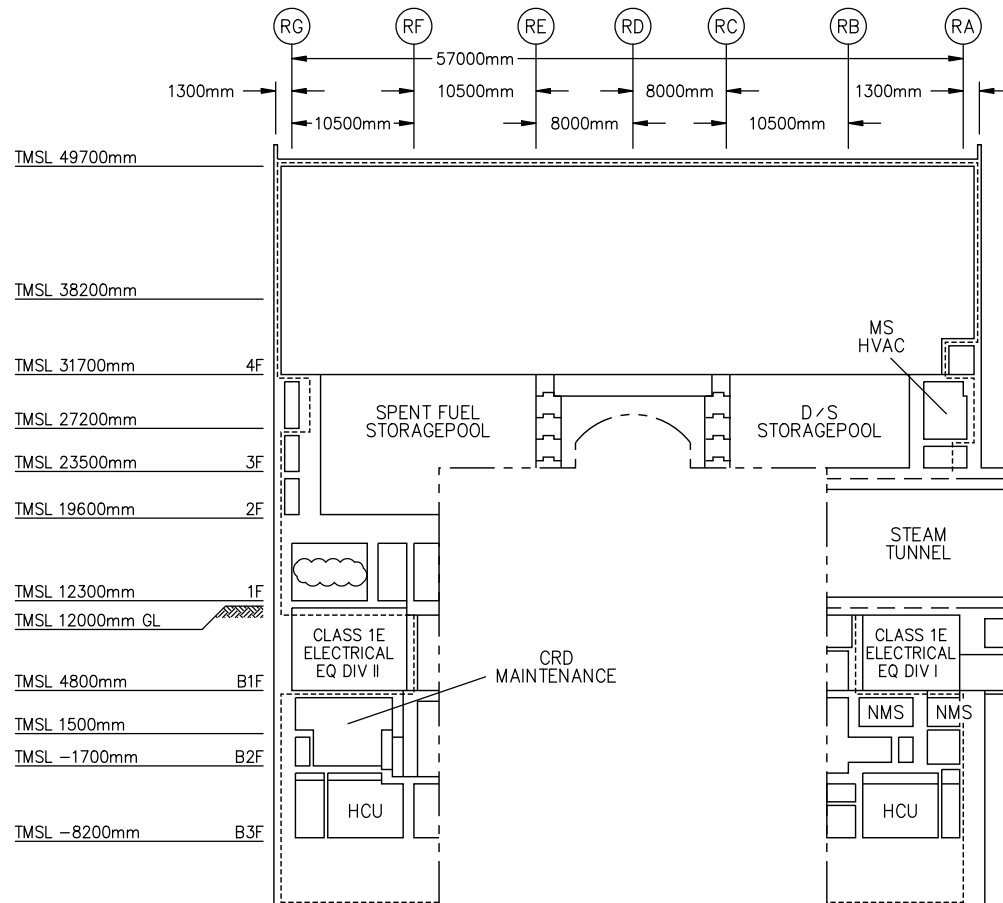 RG RF RE RD RC RB RA
57000mm
1300mm 10500mm 8000mm 1300mm
10500mm 8000mm 10500mm
TMSL 49700mm
TMSL 38200mm
MS
HVAC
TMSL 31700mm 4F
SPENT FUEL
STORAGEPOOL
D/S
STORAGEPOOL
TMSL 27200mm
TMSL 23500mm 3F
TMSL 19600mm 2F
STEAM
TUNNEL
TMSL 12300mm 1F
TMSL 12000mm GL
CLASS 1E
ELECTRICAL
EQ DIV II
CLASS 1E
ELECTRICAL
EQ DIV I
CRD
MAINTENANCE
TMSL 4800mm B1F
NMS NMS
TMSL 1500mm
TMSL -1700mm B2F
HCU HCU
TMSL -8200mm B3F